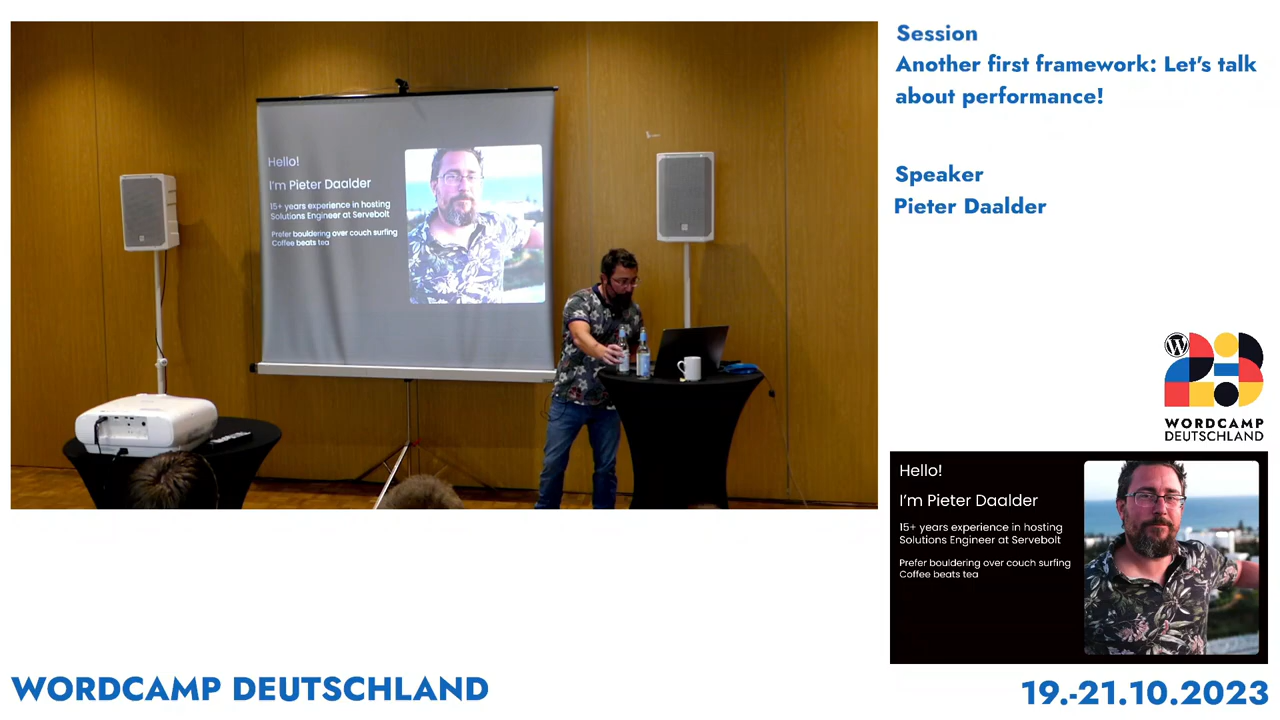 Session
Another first framework: Let's talk
about performance!
Speaker
Pieter Daalder
Hello!
I'm Pieter Daalder
15+ years experience in hosting
Solutions Engineer at Servebolt
Prefer bouldering over couch surfing
Coffee beats tea
WORDCAMP
DEUTSCHLAND
Hello!
I'm Pieter Daalder
15+ years experience in hosting
Solutions Engineer at Servebolt
Prefer bouldering over couch surfing
Coffee beats tea
WORDCAMP DEUTSCHLAND
19.-21.10.2023